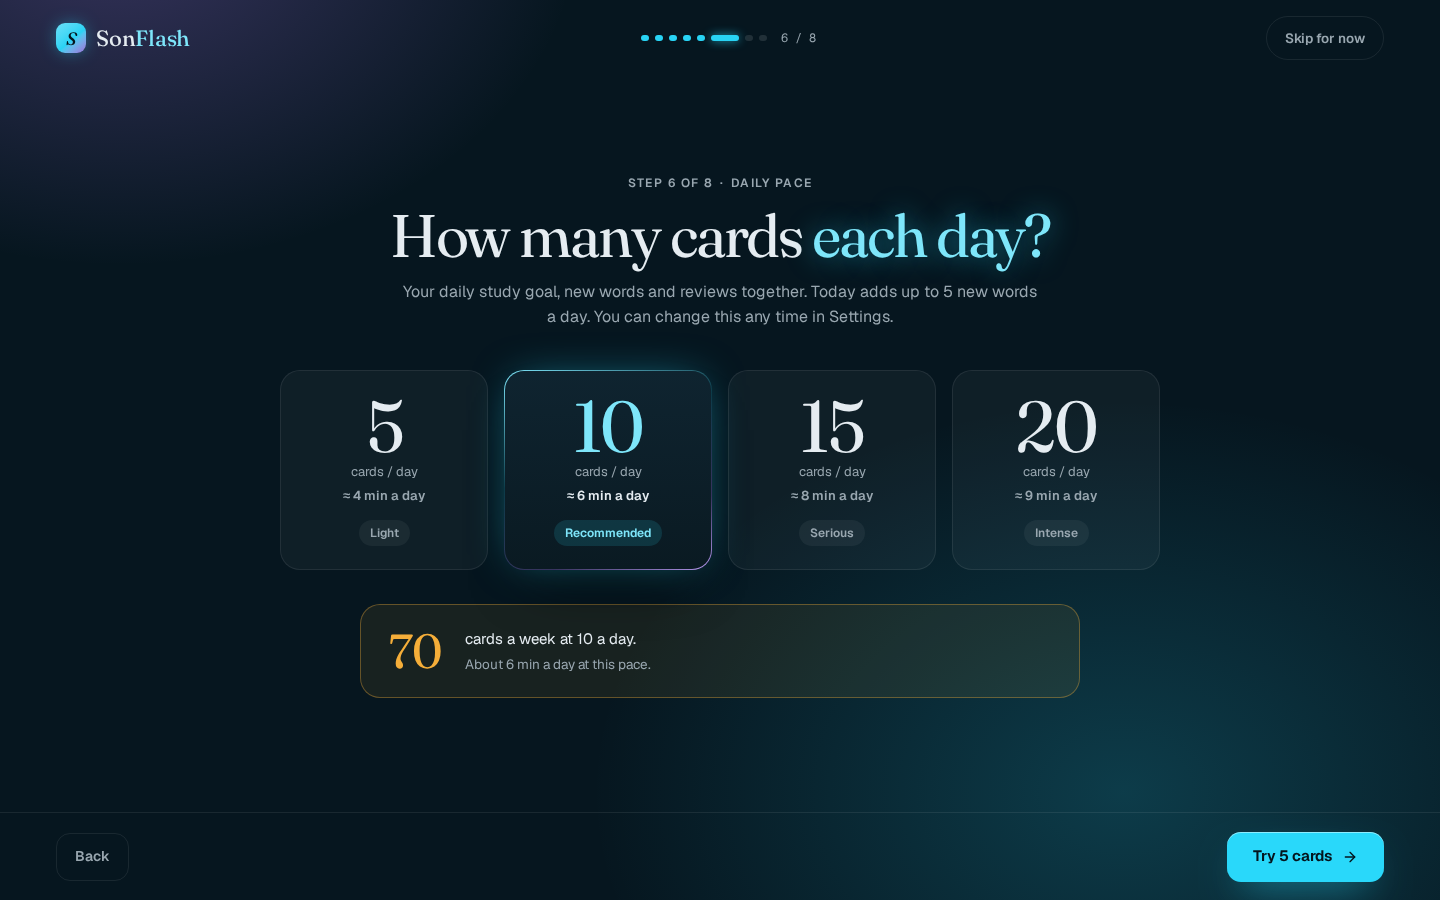 S SonFlash
6 / 8
Skip for now
STEP 6 OF 8 · DAILY PACE
How many cards each day?
Your daily study goal, new words and reviews together. Today adds up to 5 new words
a day. You can change this any time in Settings.
5
cards / day
≈ 4 min a day
Light
10
cards / day
≈ 6 min a day
Recommended
15
cards / day
≈ 8 min a day
Serious
20
cards / day
≈ 9 min a day
Intense
70
cards a week at 10 a day.
About 6 min a day at this pace.
Back
Try 5 cards →